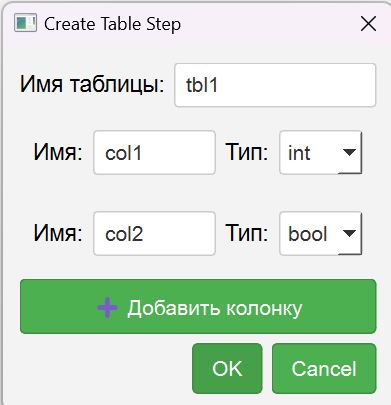 Create Table Step
Имя таблицы: tbl1
Имя: col1 Тип: int
Имя: col2 Тип: bool
Добавить колонку
OK Cancel